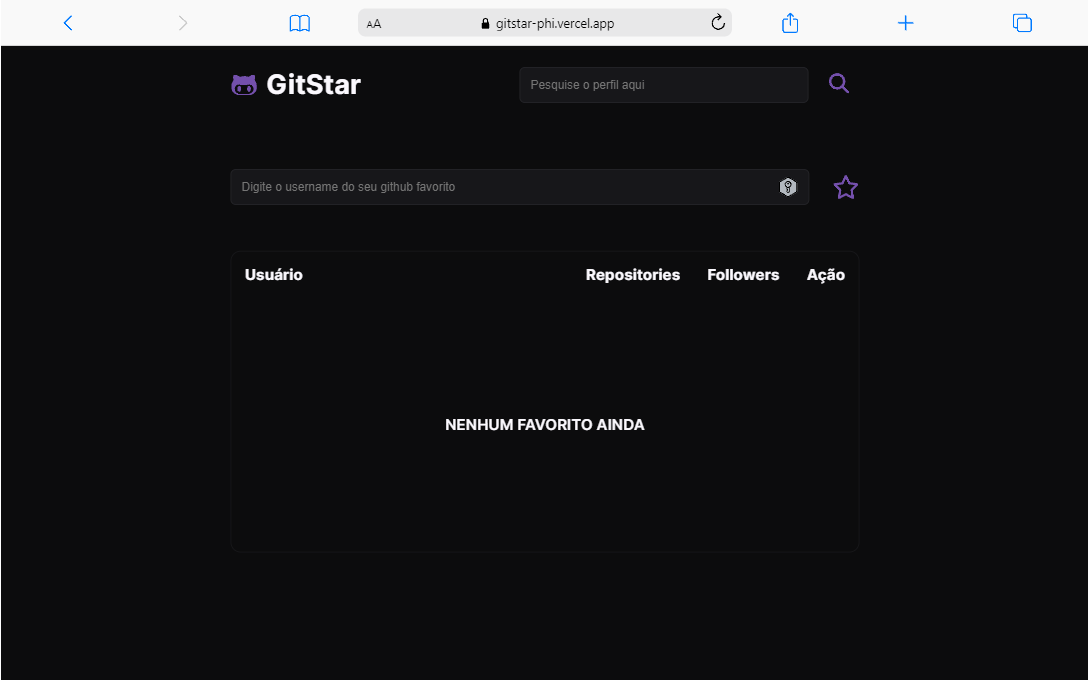 AA gitstar-phi.vercel.app
GitStar Pesquise o perfil aqui
Digite o username do seu github favorito
Usuário Repositories Followers Ação
NENHUM FAVORITO AINDA